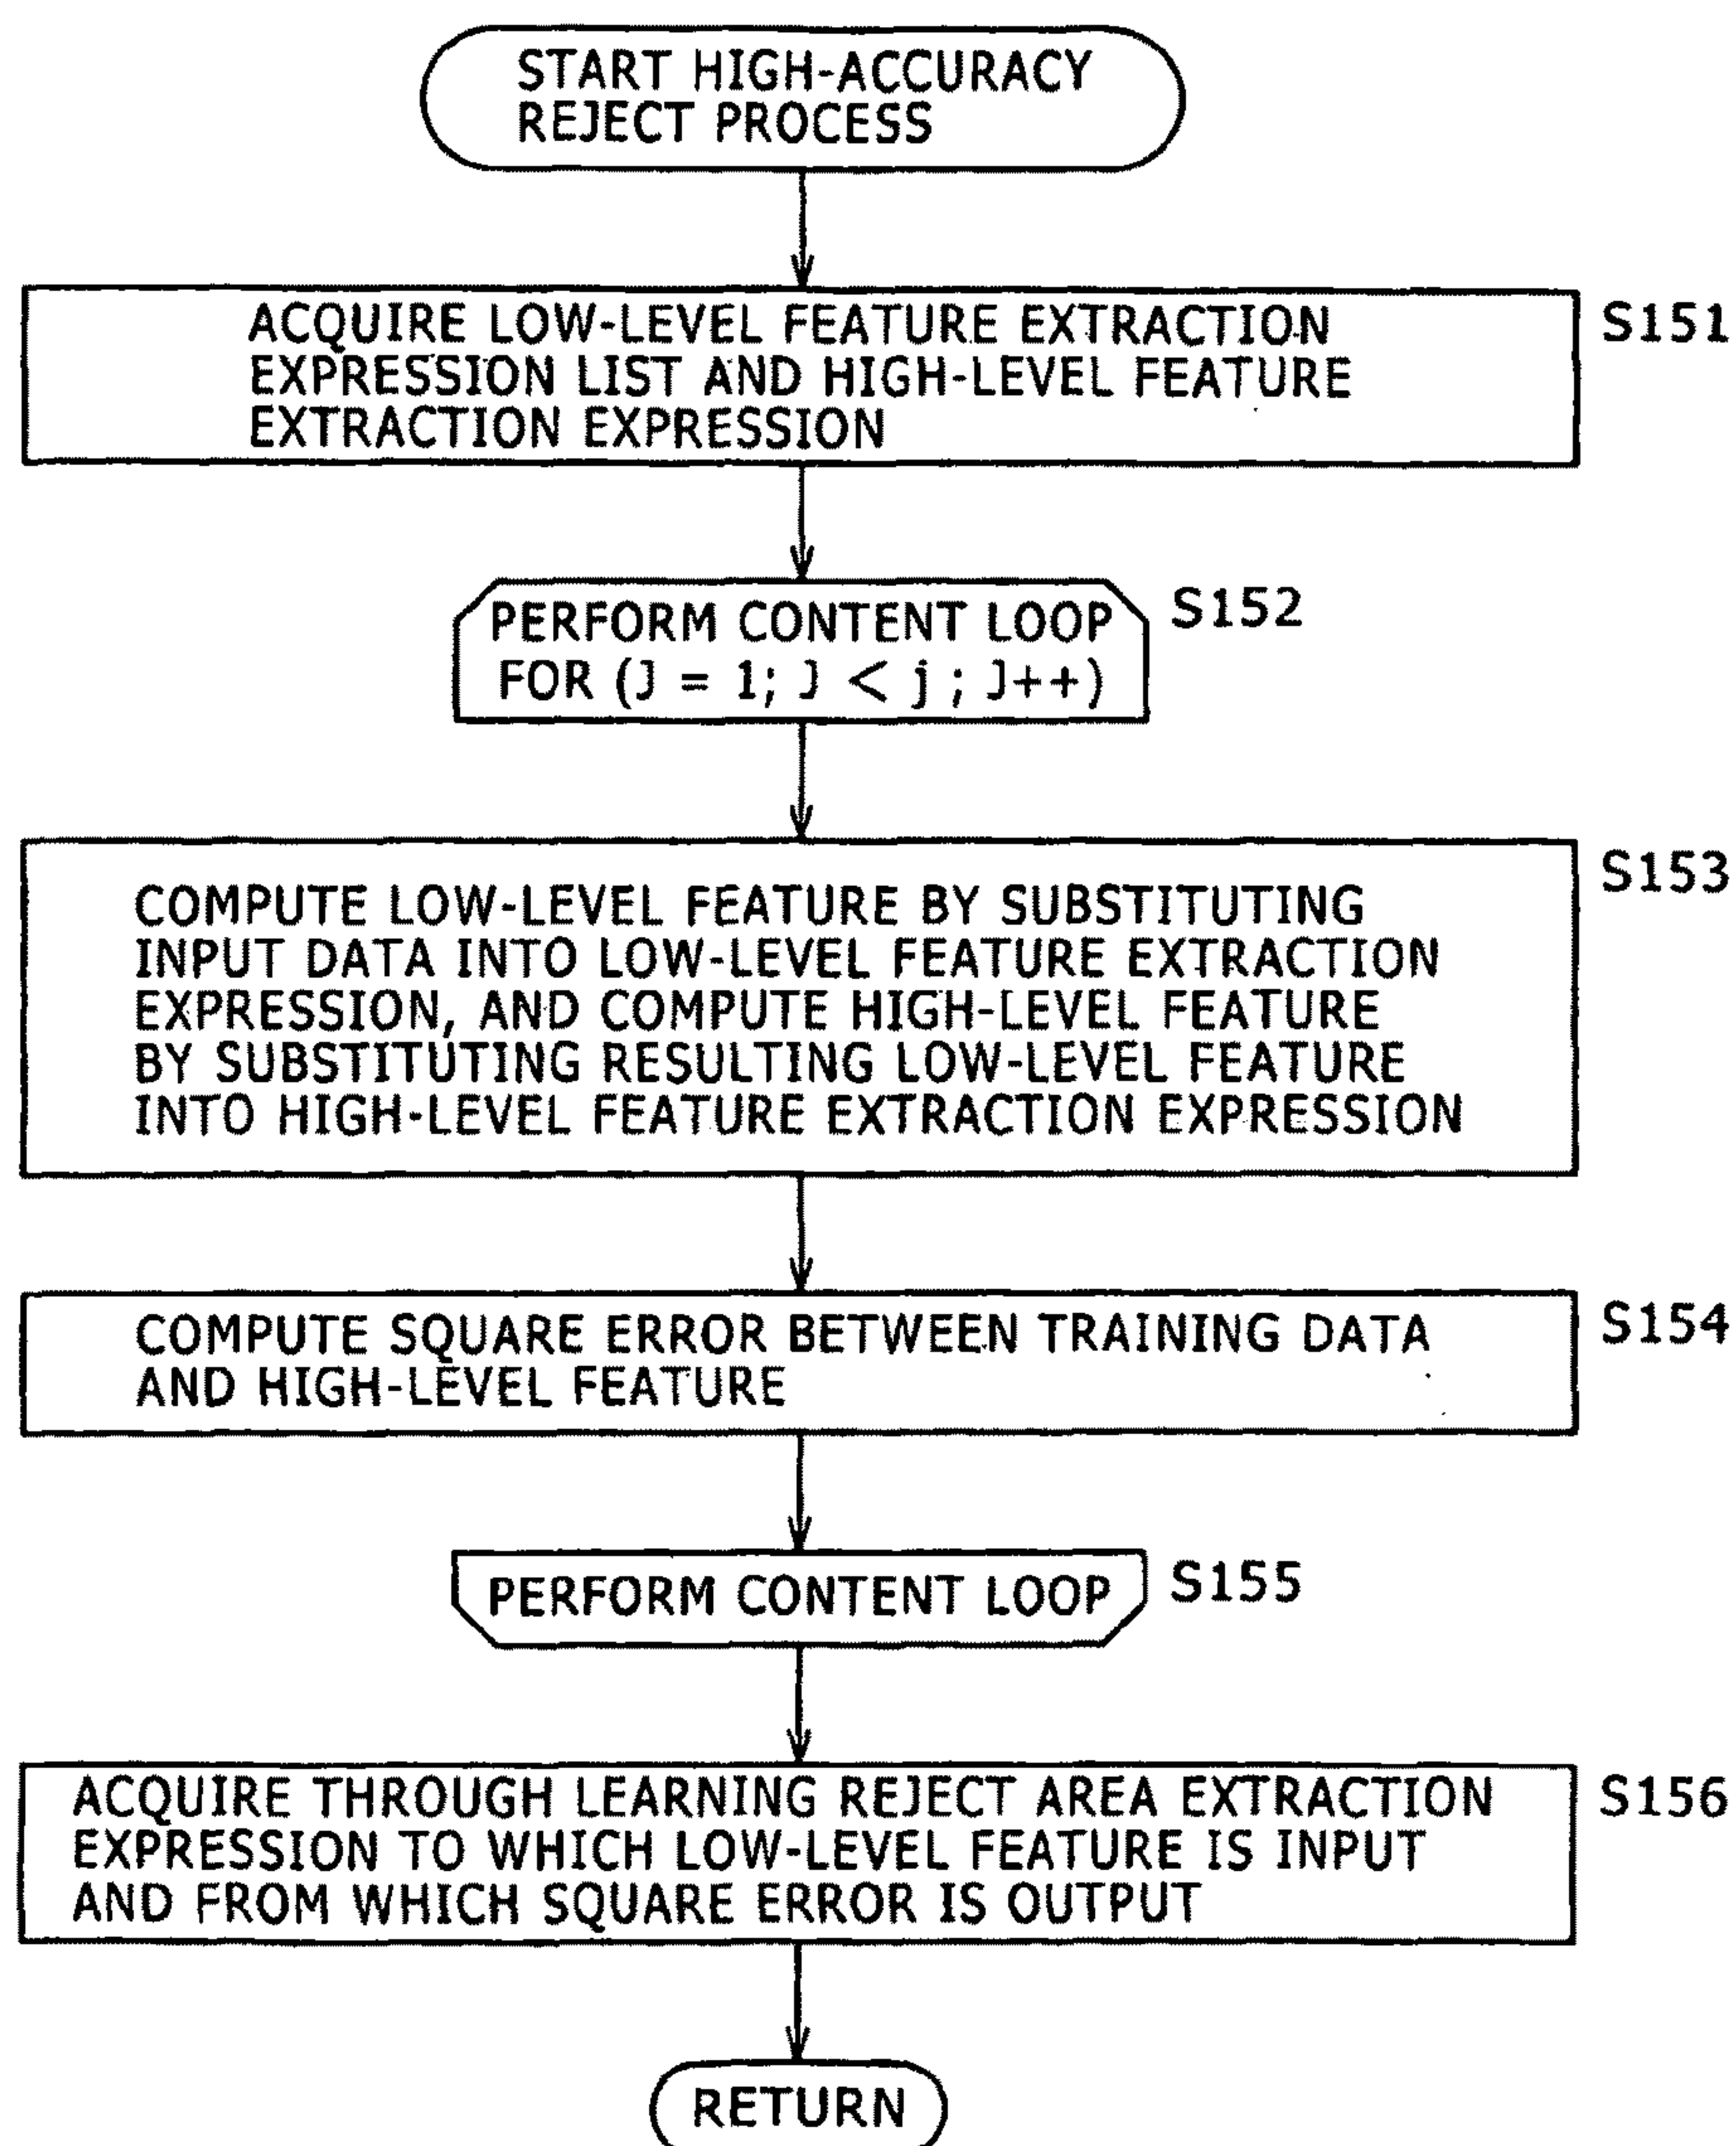 START HIGH-ACCURACY
REJECT PROCESS
ACQUIRE LOW-LEVEL FEATURE EXTRACTION
EXPRESSION LIST AND HIGH-LEVEL FEATURE
EXTRACTION EXPRESSION
S151
PERFORM CONTENT LOOP
FOR (J = 1; J < j ; J++)
S152
COMPUTE LOW-LEVEL FEATURE BY SUBSTITUTING
INPUT DATA INTO LOW-LEVEL FEATURE EXTRACTION
EXPRESSION, AND COMPUTE HIGH-LEVEL FEATURE
BY SUBSTITUTING RESULTING LOW-LEVEL FEATURE
INTO HIGH-LEVEL FEATURE EXTRACTION EXPRESSION
S153
COMPUTE SQUARE ERROR BETWEEN TRAINING DATA
AND HIGH-LEVEL FEATURE
S154
PERFORM CONTENT LOOP
S155
ACQUIRE THROUGH LEARNING REJECT AREA EXTRACTION
EXPRESSION TO WHICH LOW-LEVEL FEATURE IS INPUT
AND FROM WHICH SQUARE ERROR IS OUTPUT
S156
RETURN